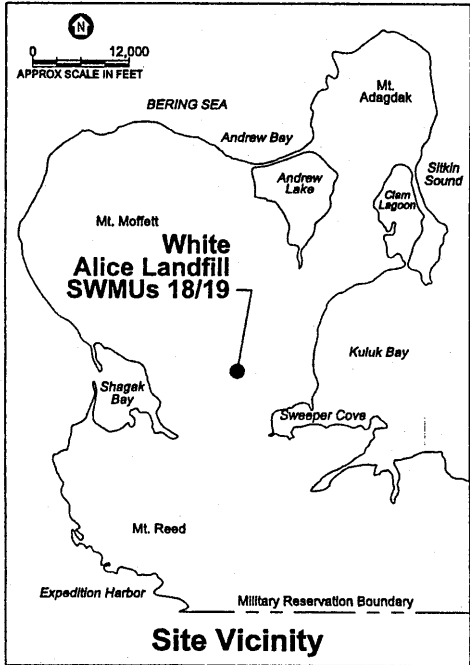 N
0 12,000
APPROX SCALE IN FEET
BERING SEA
Mt.
Adagdak
Andrew Bay
Andrew
Lake
Sitkin
Sound
Clam
Lagoon
Mt. Moffett
White
Alice Landfill
SWMUs 18/19
Kuluk Bay
Shagak
Bay
Sweeper Cove
Mt. Reed
Expedition Harbor
Military Reservation Boundary
Site Vicinity